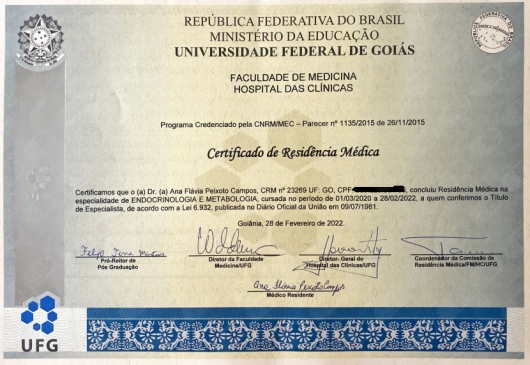 REPÚBLICA FEDERATIVA DO BRASIL
MINISTÉRIO DA EDUCAÇÃO
UNIVERSIDADE FEDERAL DE GOIÁS
FACULDADE DE MEDICINA
HOSPITAL DAS CLÍNICAS
Programa Credenciado pela CNRM/MEC – Parecer nº 1135/2015 de 26/11/2015
Certificado de Residência Médica
Certificamos que o (a) Dr. (a) Ana Flávia Peixoto Campos, CRM nº 23269 UF: GO, CPF concluiu Residência Médica na
especialidade de ENDOCRINOLOGIA E METABOLOGIA, cursada no período de 01/03/2020 a 28/02/2022, a quem conferimos o Título
de Especialista, de acordo com a Lei 6.932, publicada no Diário Oficial da União em 09/07/1981.
Goiânia, 28 de Fevereiro de 2022.
Pró-Reitor de
Pós Graduação
Diretor da Faculdade
Medicina/UFG
Diretor- Geral do
Hospital das Clínicas/UFG
Coordenador da Comissão de
Residência Médica/FM/HC/UFG
Ana Flávia Peixoto Campos
Médico Residente
UFG
UFG